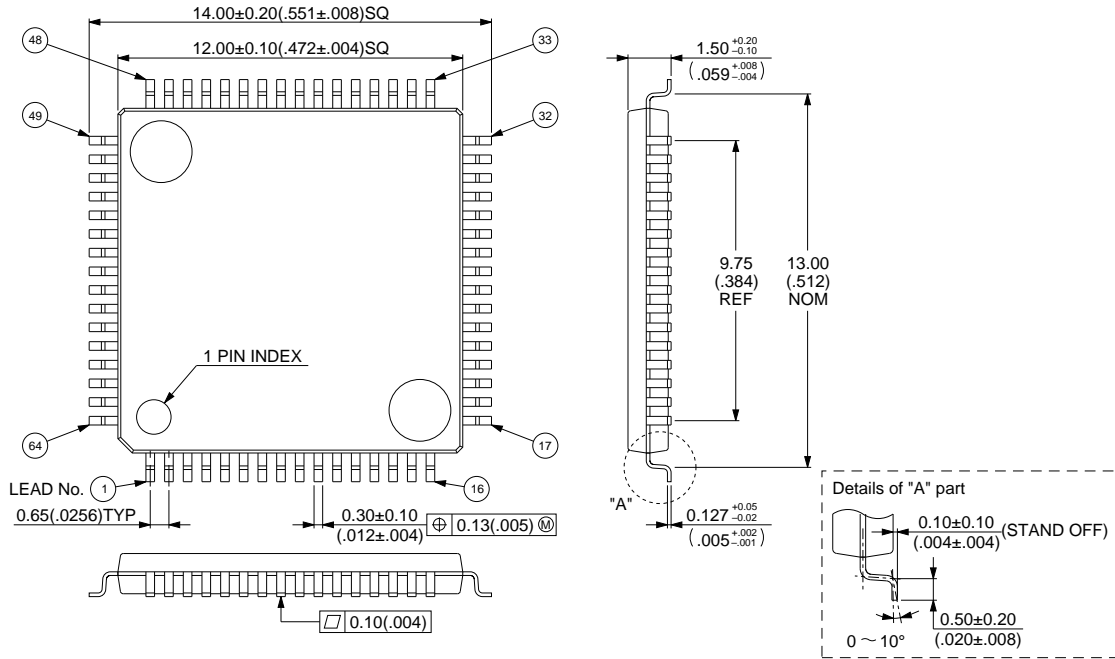 14.00±0.20(.551±.008)SQ
12.00±0.10(.472±.004)SQ
48
33
49
32
1 PIN INDEX
64
17
LEAD No.
1
16
0.65(.0256)TYP
0.30±0.10
(.012±.004)
⌖ 0.13(.005) Ⓜ
⏥ 0.10(.004)
1.50 +0.20 −0.10
(.059 +.008 −.004)
9.75
(.384)
REF
13.00
(.512)
NOM
"A"
0.127 +0.05 −0.02
(.005 +.002 −.001)
Details of "A" part
0.10±0.10
(.004±.004)
(STAND OFF)
0.50±0.20
(.020±.008)
0 ~ 10°